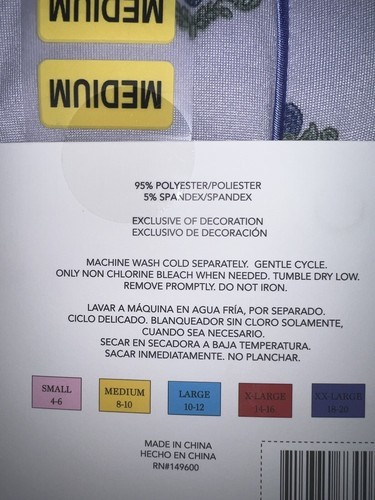 MEDIUM
MEDIUM
95% POLYESTER/POLIESTER
5% SPANDEX/SPANDEX
EXCLUSIVE OF DECORATION
EXCLUSIVO DE DECORACIÓN
MACHINE WASH COLD SEPARATELY. GENTLE CYCLE.
ONLY NON CHLORINE BLEACH WHEN NEEDED. TUMBLE DRY LOW.
REMOVE PROMPTLY. DO NOT IRON.
LAVAR A MÁQUINA EN AGUA FRÍA, POR SEPARADO.
CICLO DELICADO. BLANQUEADOR SIN CLORO SOLAMENTE,
CUANDO SEA NECESARIO.
SECAR EN SECADORA A BAJA TEMPERATURA.
SACAR INMEDIATAMENTE. NO PLANCHAR.
SMALL
4-6
MEDIUM
8-10
LARGE
10-12
X-LARGE
14-16
XX-LARGE
18-20
MADE IN CHINA
HECHO EN CHINA
RN#149600